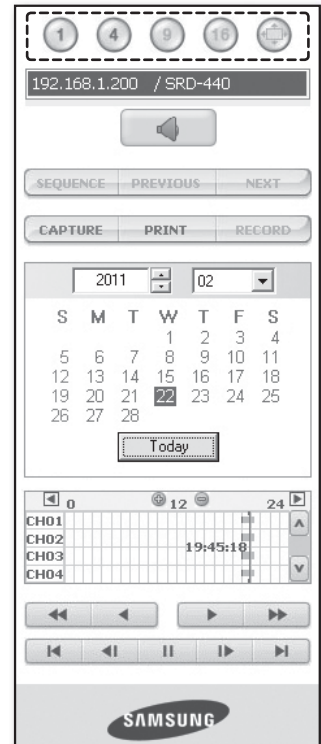 1 4 9 16
192.168.1.200 / SRD-440
SEQUENCE PREVIOUS NEXT
CAPTURE PRINT RECORD
2011 02
S M T W T F S
1 2 3 4
5 6 7 8 9 10 11
12 13 14 15 16 17 18
19 20 21 22 23 24 25
26 27 28
Today
0 12 24
CH01
CH02
19:45:18
CH03
CH04
SAMSUNG